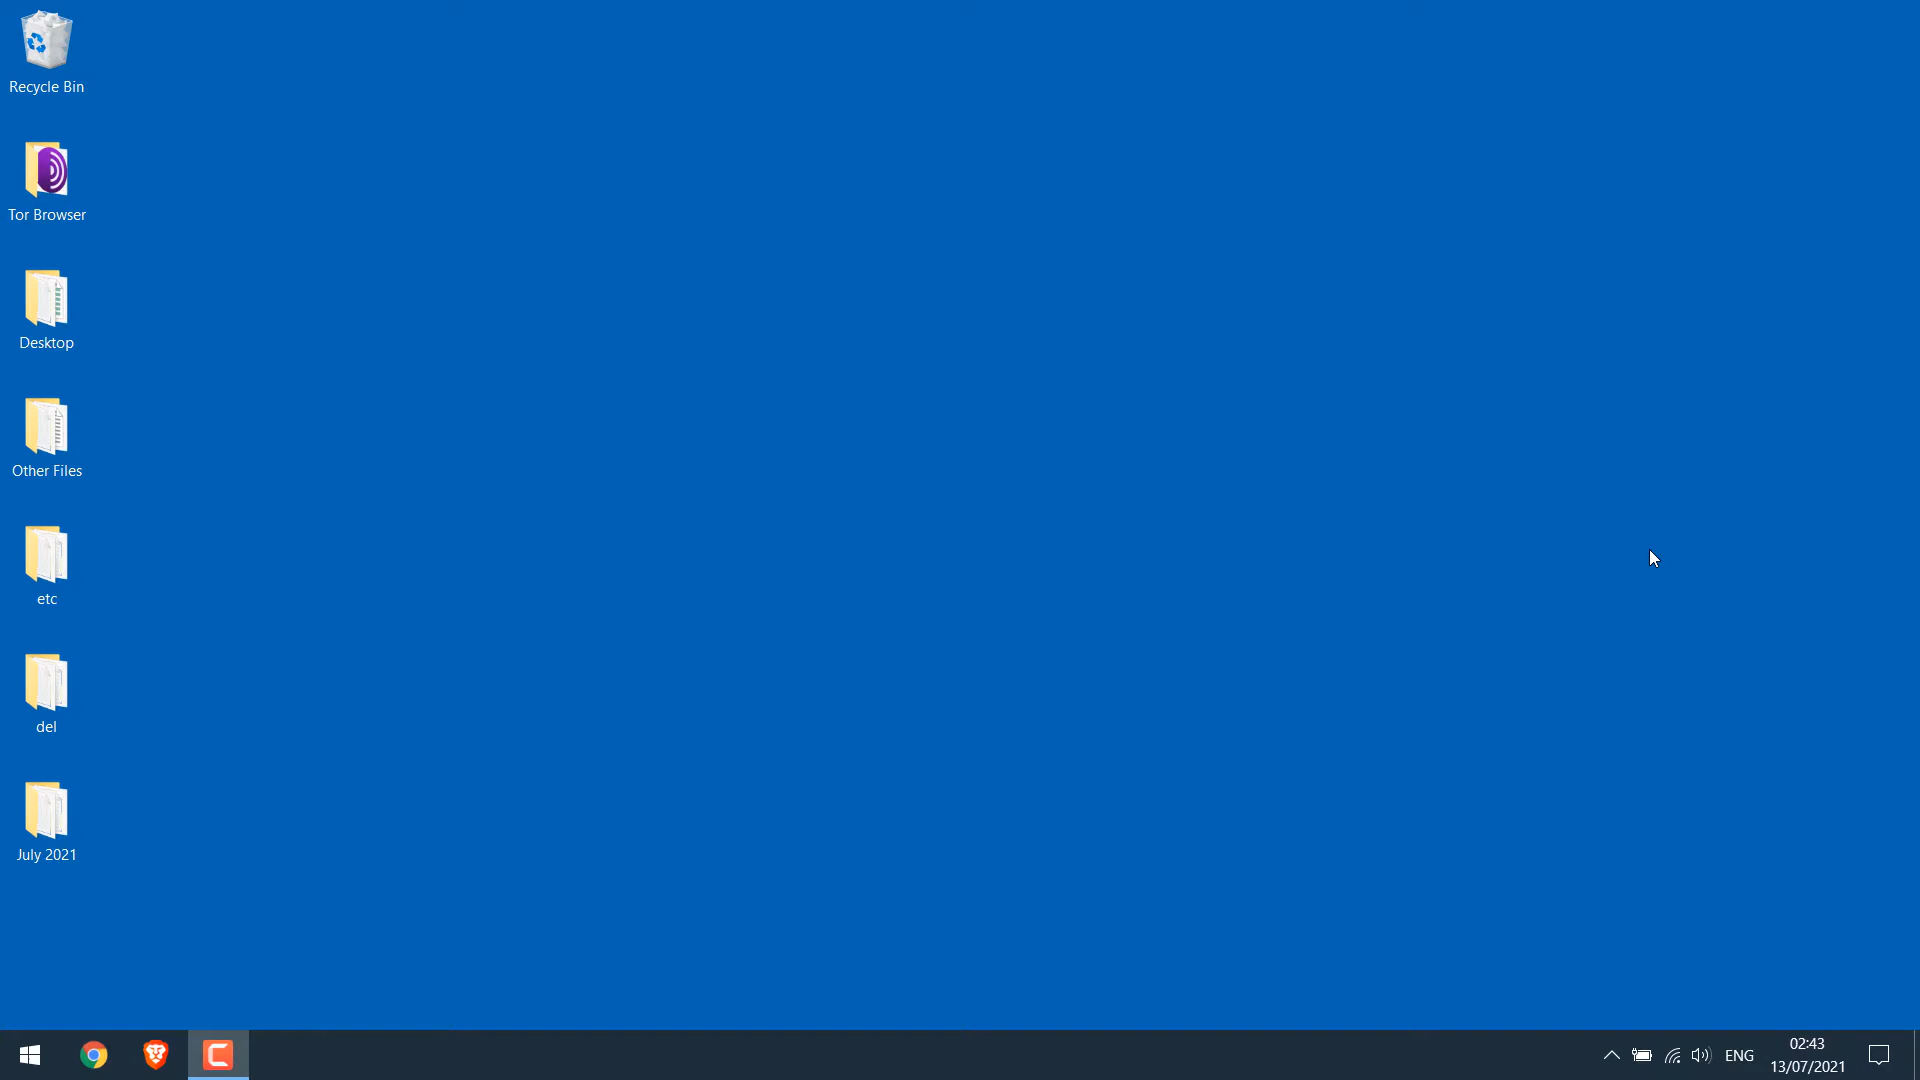 Recycle Bin
Tor Browser
Desktop
Other Files
etc
del
July 2021
ENG
02:43
13/07/2021